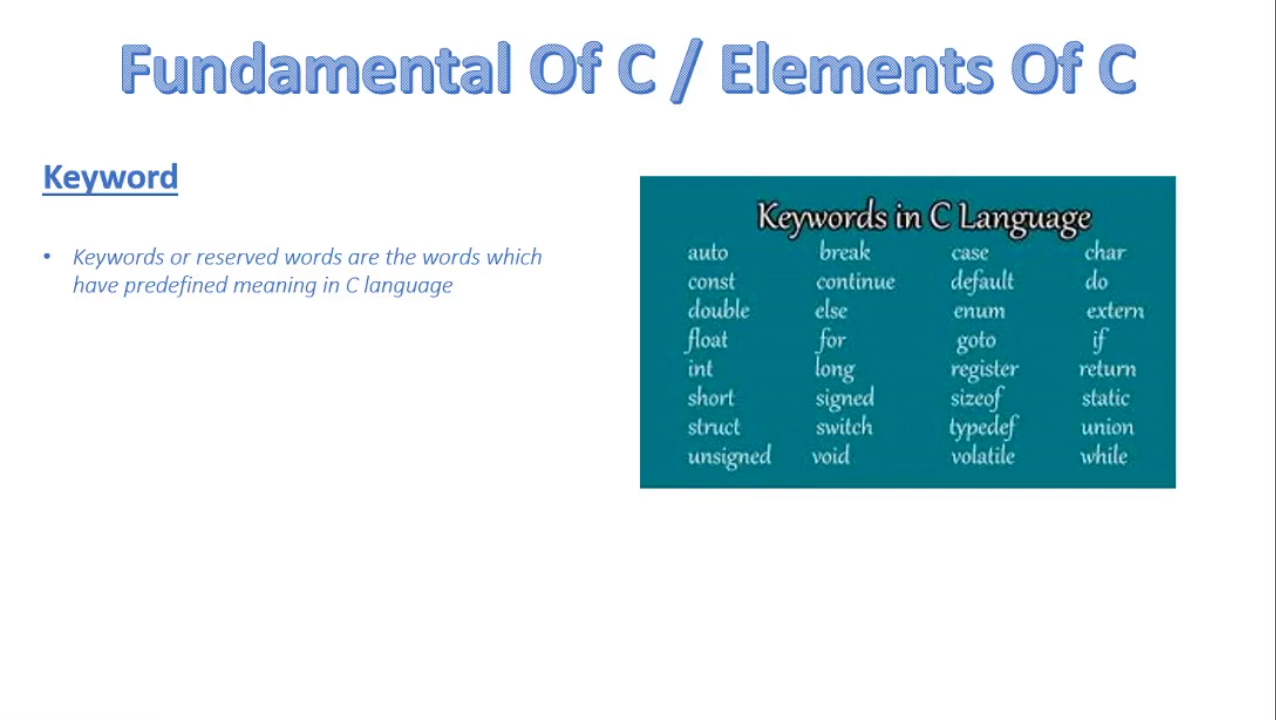 Fundamental Of C / Elements Of C
Keyword
• Keywords or reserved words are the words which
have predefined meaning in C language
Keywords in C Language
auto break case char
const continue default do
double else enum extern
float for goto if
int long register return
short signed sizeof static
struct switch typedef union
unsigned void volatile while